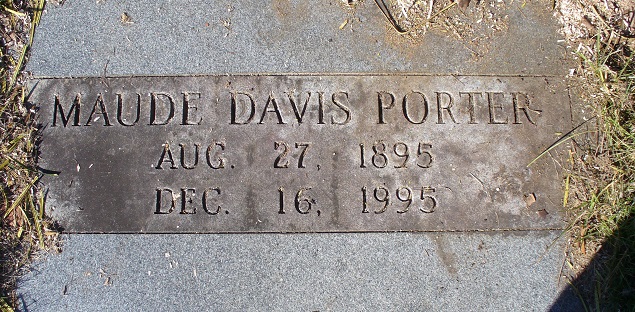 MAUDE DAVIS PORTER
AUG. 27, 1895
DEC. 16, 1995